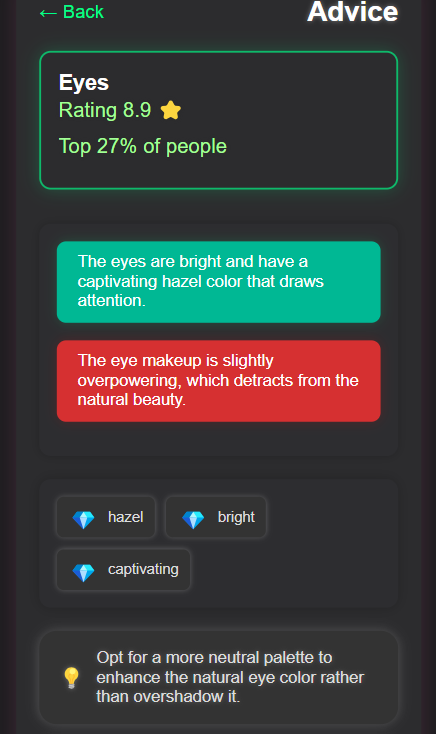 ← Back
Advice
Eyes
Rating 8.9 ⭐
Top 27% of people
The eyes are bright and have a
captivating hazel color that draws
attention.
The eye makeup is slightly
overpowering, which detracts from the
natural beauty.
hazel
bright
captivating
Opt for a more neutral palette to
enhance the natural eye color rather
than overshadow it.